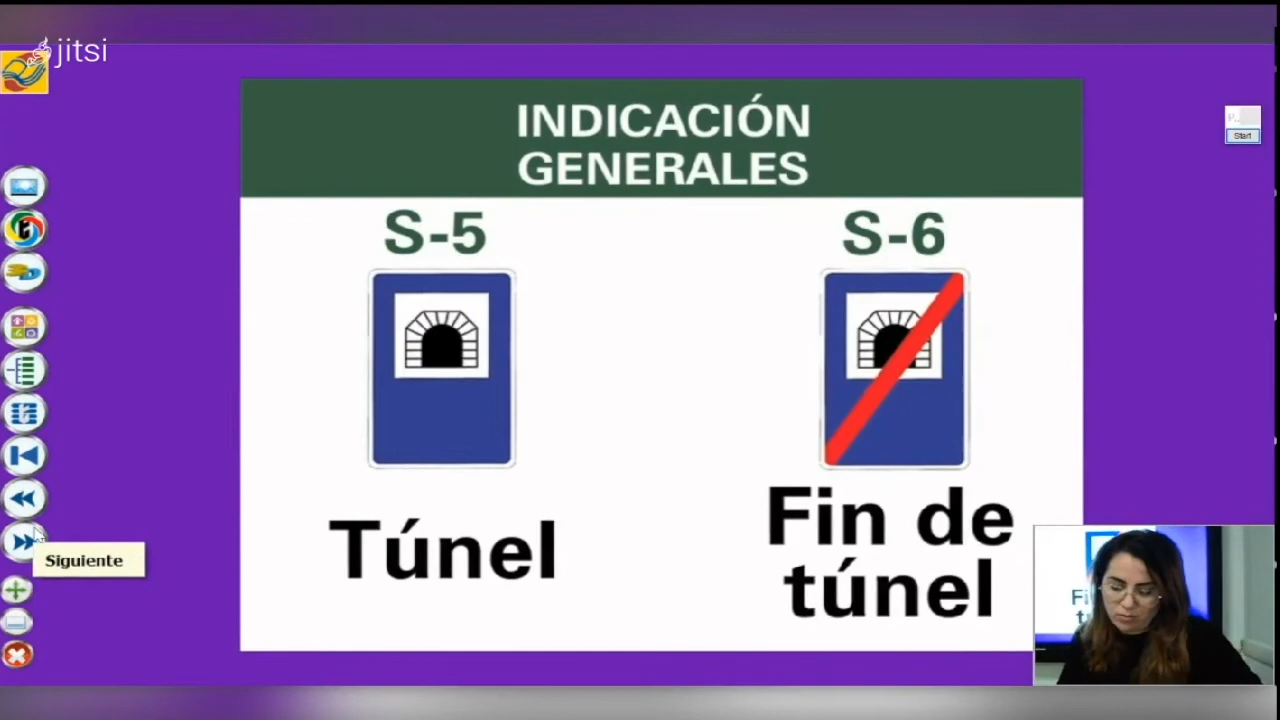 jitsi
INDICACIÓN
GENERALES
S-5
S-6
Túnel
Fin de
túnel
Siguiente
Start